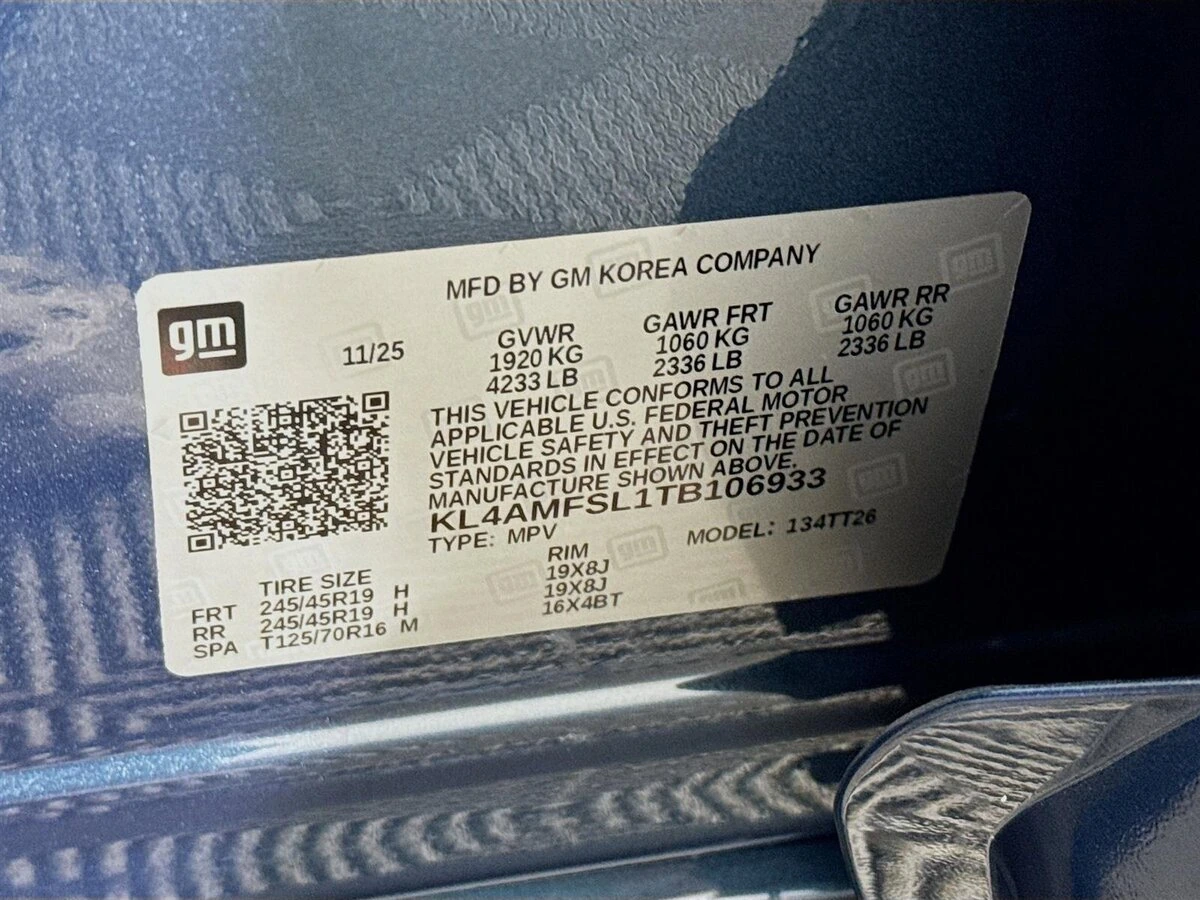 MFD BY GM KOREA COMPANY
gm
11/25
GVWR
1920 KG
4233 LB
GAWR FRT
1060 KG
2336 LB
GAWR RR
1060 KG
2336 LB
THIS VEHICLE CONFORMS TO ALL
APPLICABLE U.S. FEDERAL MOTOR
VEHICLE SAFETY AND THEFT PREVENTION
STANDARDS IN EFFECT ON THE DATE OF
MANUFACTURE SHOWN ABOVE.
KL4AMFSL1TB106933
TYPE: MPV MODEL: 134TT26
TIRE SIZE RIM
FRT 245/45R19 H 19X8J
RR 245/45R19 H 19X8J
SPA T125/70R16 M 16X4BT